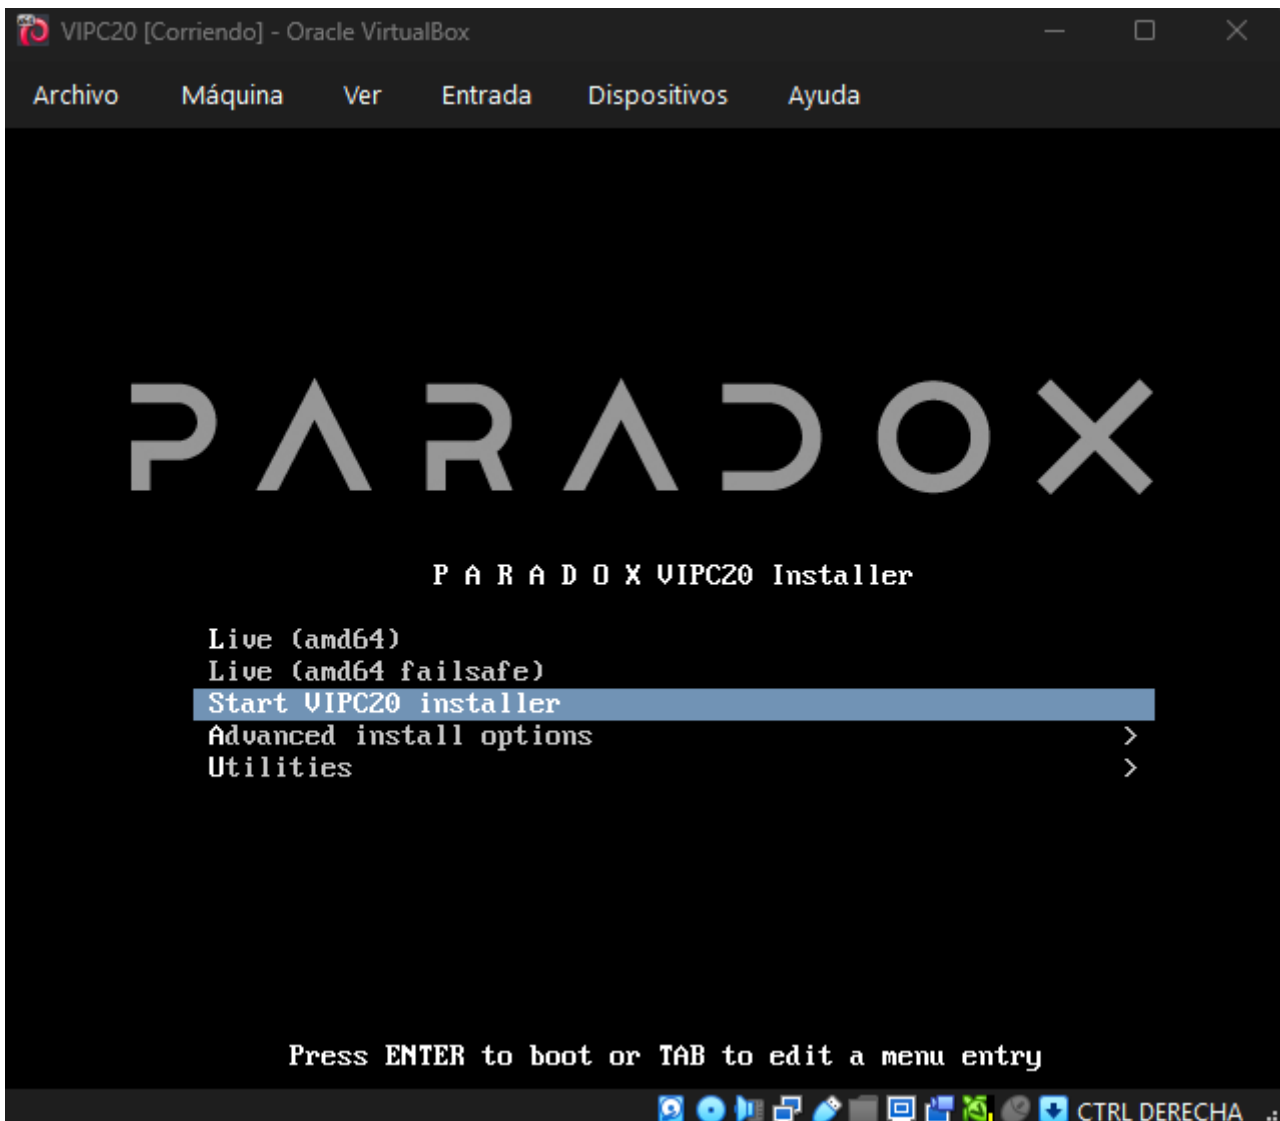 VIPC20 [Corriendo] - Oracle VirtualBox
Archivo Máquina Ver Entrada Dispositivos Ayuda
PARADOX
P A R A D O X VIPC20 Installer
Live (amd64)
Live (amd64 failsafe)
Start VIPC20 installer
Advanced install options >
Utilities >
Press ENTER to boot or TAB to edit a menu entry
CTRL DERECHA